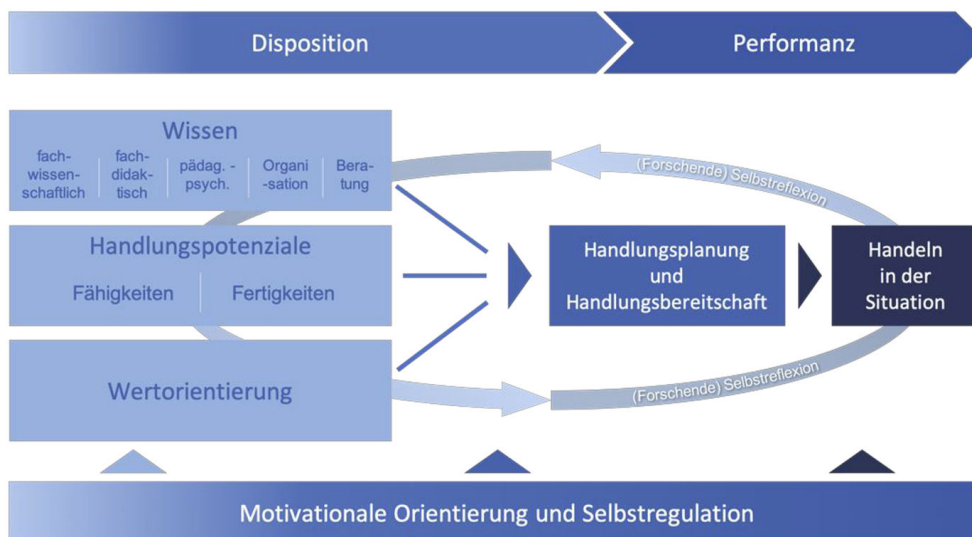 Disposition
Performanz
Wissen
fach-
wissen-
schaftlich
fach-
didak-
tisch
pädag. -
psych.
Organi
-sation
Bera-
tung
(Forschende) Selbstreflexion
Handlungspotenziale
Fähigkeiten
Fertigkeiten
Handlungsplanung
und
Handlungsbereitschaft
Handeln
in der
Situation
Wertorientierung
(Forschende) Selbstreflexion
Motivationale Orientierung und Selbstregulation